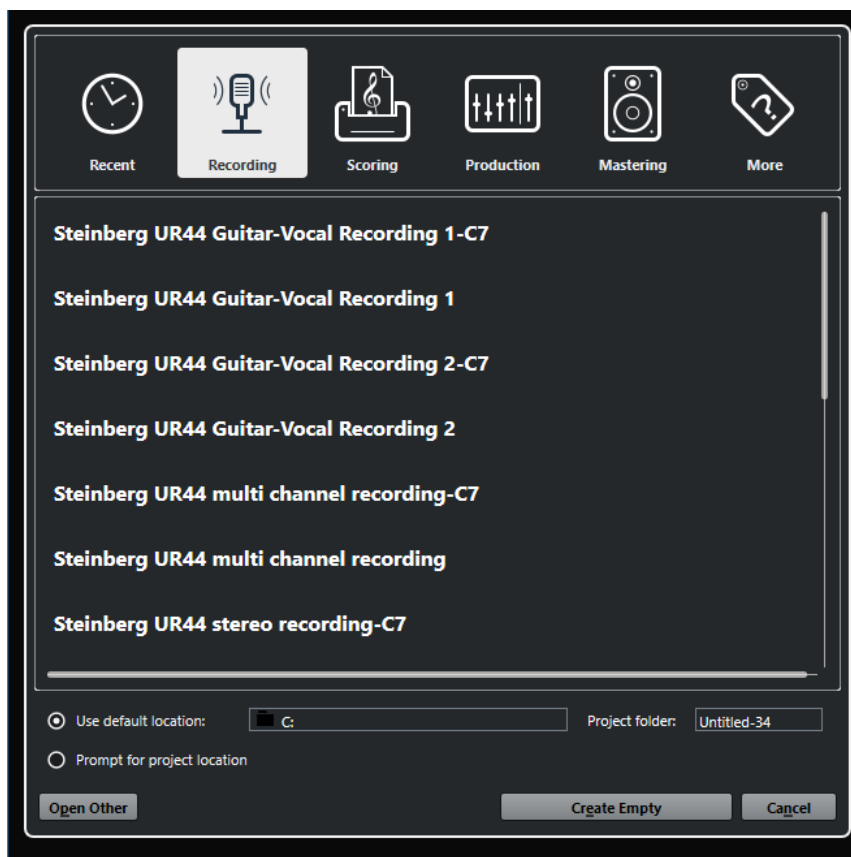 Recent Recording Scoring Production Mastering More
Steinberg UR44 Guitar-Vocal Recording 1-C7
Steinberg UR44 Guitar-Vocal Recording 1
Steinberg UR44 Guitar-Vocal Recording 2-C7
Steinberg UR44 Guitar-Vocal Recording 2
Steinberg UR44 multi channel recording-C7
Steinberg UR44 multi channel recording
Steinberg UR44 stereo recording-C7
Use default location: C: Project folder: Untitled-34
Prompt for project location
Open Other Create Empty Cancel